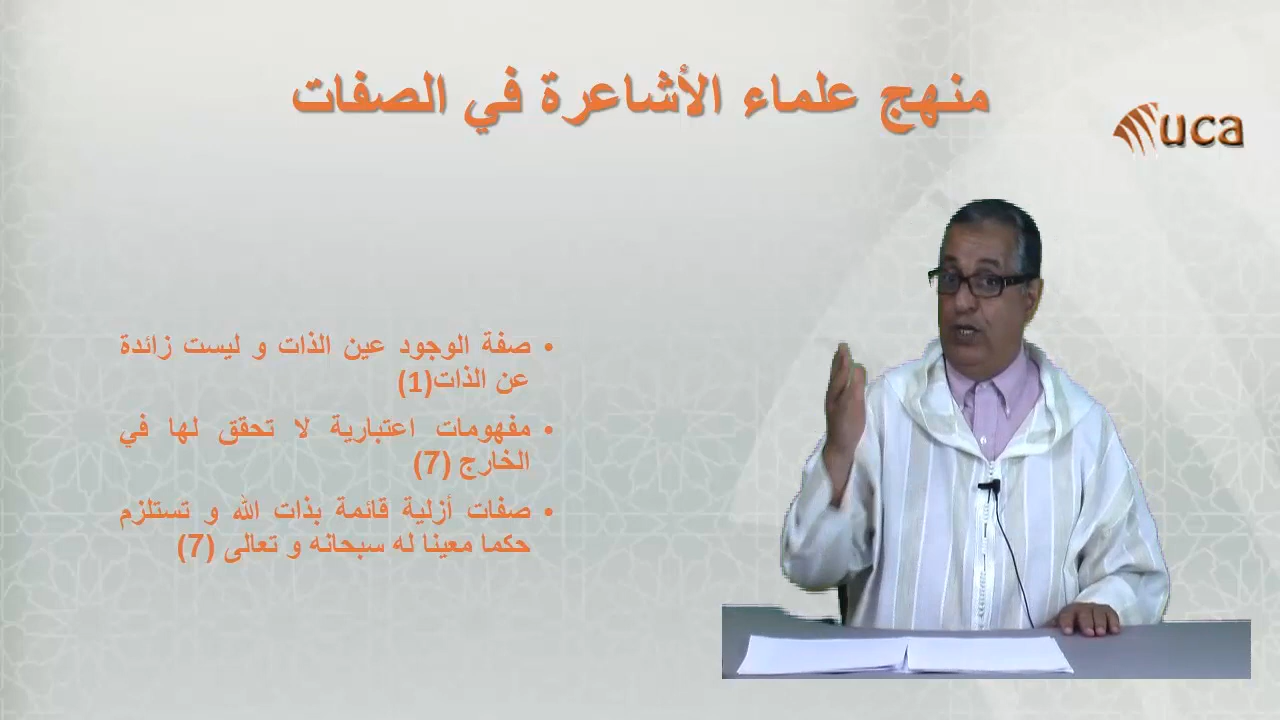 منهج علماء الأشاعرة في الصفات
uca
• صفة الوجود عين الذات و ليست زائدة
عن الذات(1)
• مفهومات اعتبارية لا تحقق لها في
الخارج (7)
• صفات أزلية قائمة بذات الله و تستلزم
حكما معينا له سبحانه و تعالى (7)